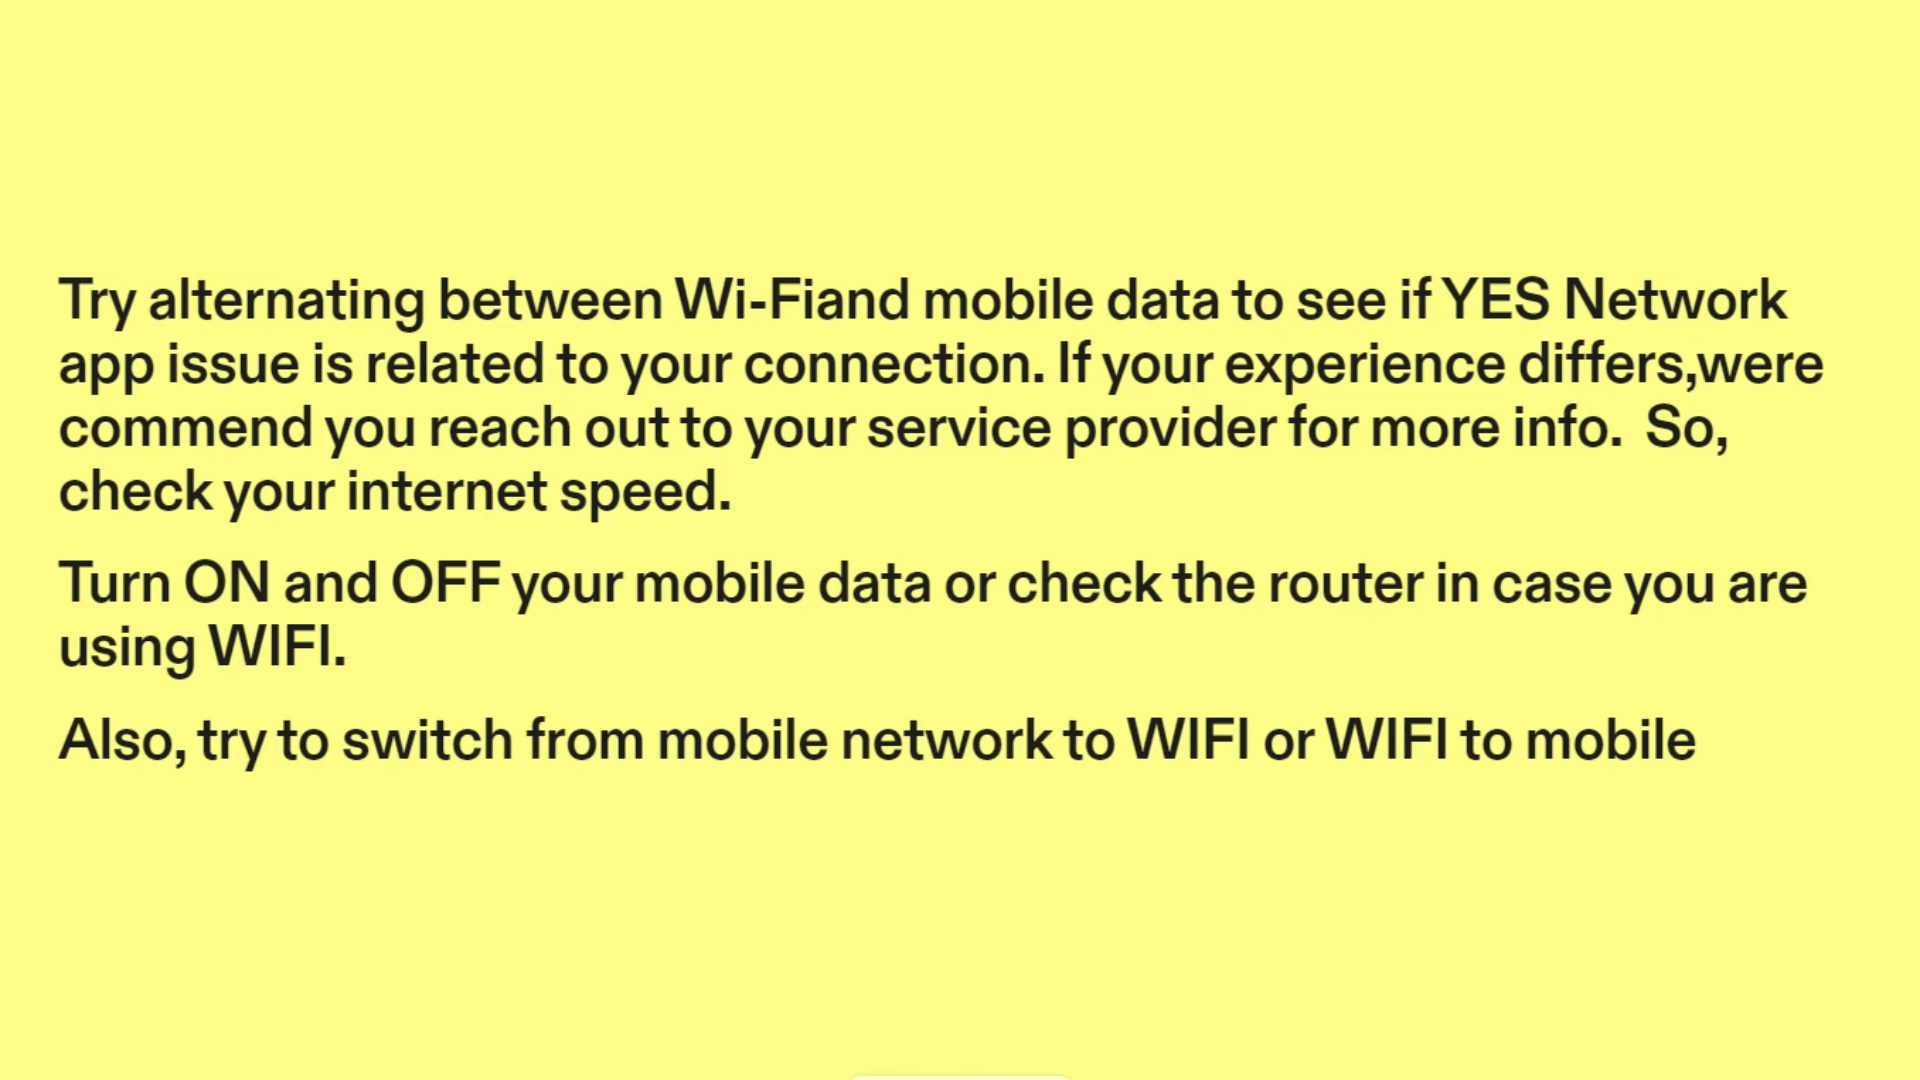 Try alternating between Wi-Fiand mobile data to see if YES Network
app issue is related to your connection. If your experience differs,were
commend you reach out to your service provider for more info.  So,
check your internet speed.
Turn ON and OFF your mobile data or check the router in case you are
using WIFI.
Also, try to switch from mobile network to WIFI or WIFI to mobile